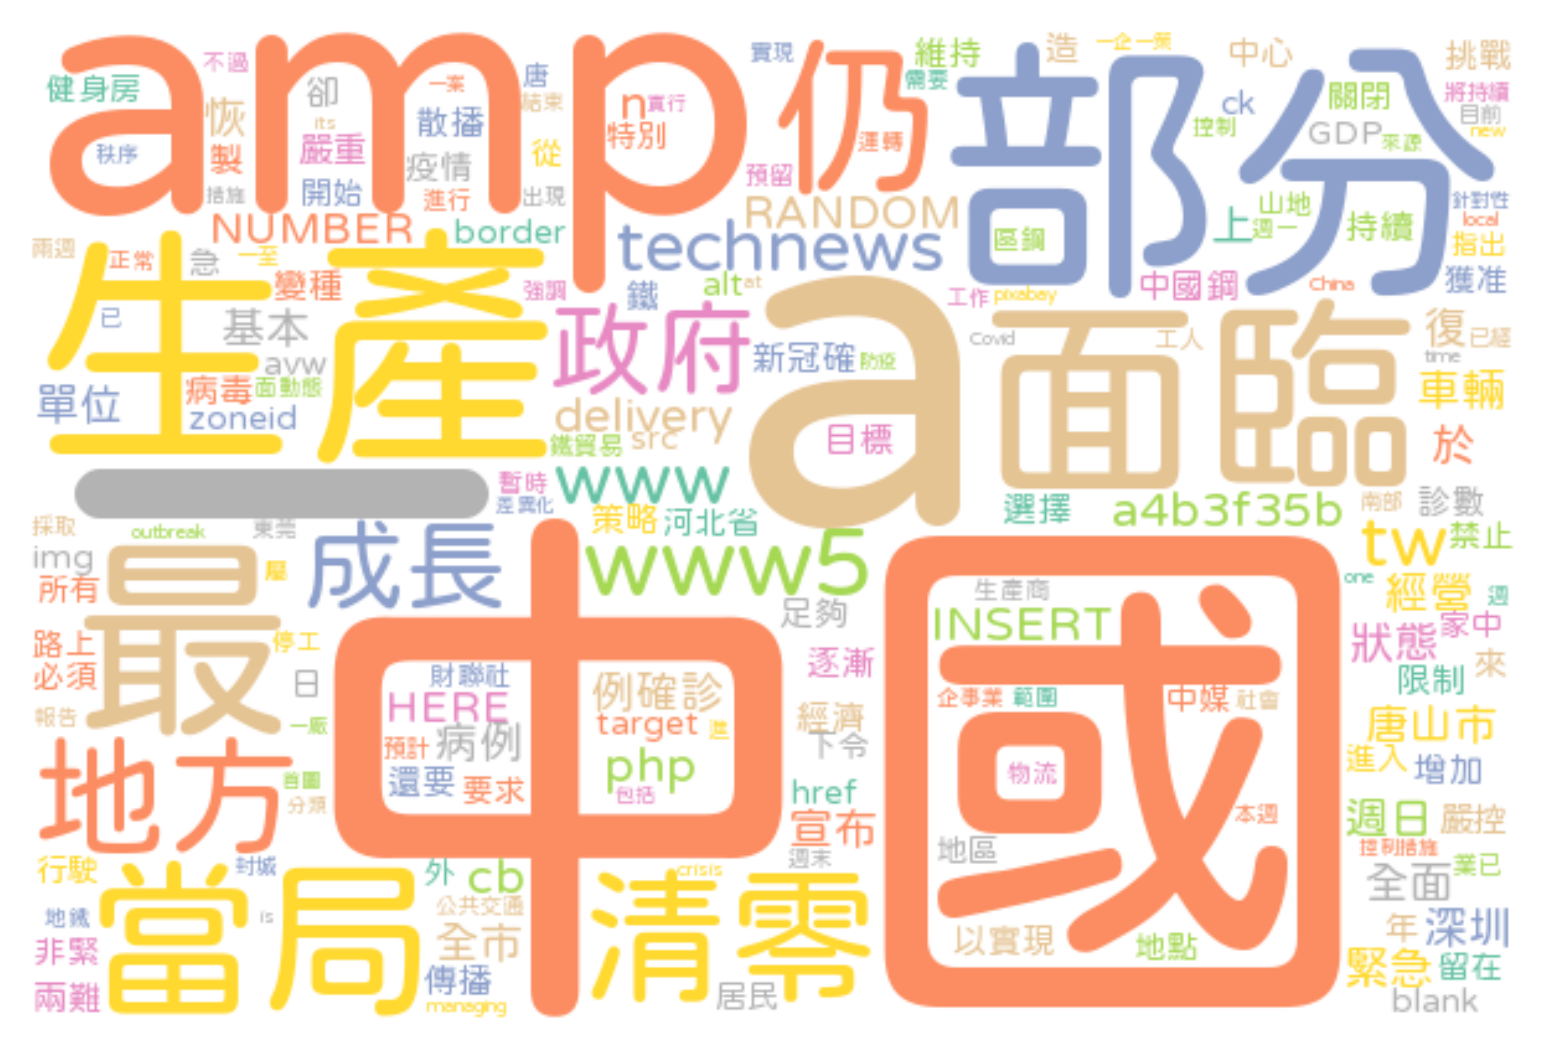 amp
仍
部分
不過
健身房
卻
一案
唐
結束
恢
its
散播
n
實行
特別
實現
維持
需要
造
一企一策
中心
挑戰
ck
關閉
將持續
目前
new
控制
GDP
來源
秩序
製
嚴重
疫情
從
運轉
預留
措施
開始
進行
出現
RANDOM
山地
針對性
local
NUMBER
border
technews
區鋼
上
週一
持續
指出
兩週
正常
急
一至
變種
強調
鐵
alt
at
工作
pixabay
中國鋼
China
獲准
生產
已
基本
政府
a
面臨
Covid
工人
復
已經
time
avw
新冠確
防疫
單位
病毒
面動態
zoneid
delivery
鐵貿易
src
目標
車輛
於
暫時
差異化
www
策略
河北省
選擇
a4b3f35b
南部
診數
採取
outbreak
東莞
成長
www5
tw
禁止
img
所有
最
屬
中國
生產商
one
經營
週
足夠
INSERT
路上
停工
狀態
家中
必須
日
財聯社
例確診
逐漸
限制
來
報告
一廠
HERE
target
進
企事業
範圍
中媒
社會
經濟
下令
唐山市
地方
預計
病例
php
物流
進入
增加
首圖
分類
還要
要求
包括
href
宣布
本週
週日
嚴控
控制措施
行駛
封城
外
cb
週末
地區
全面
業已
當局
crisis
清零
地鐵
is
公共交通
年
深圳
非緊
全市
以實現
地點
傳播
緊急
留在
兩難
managing
居民
blank